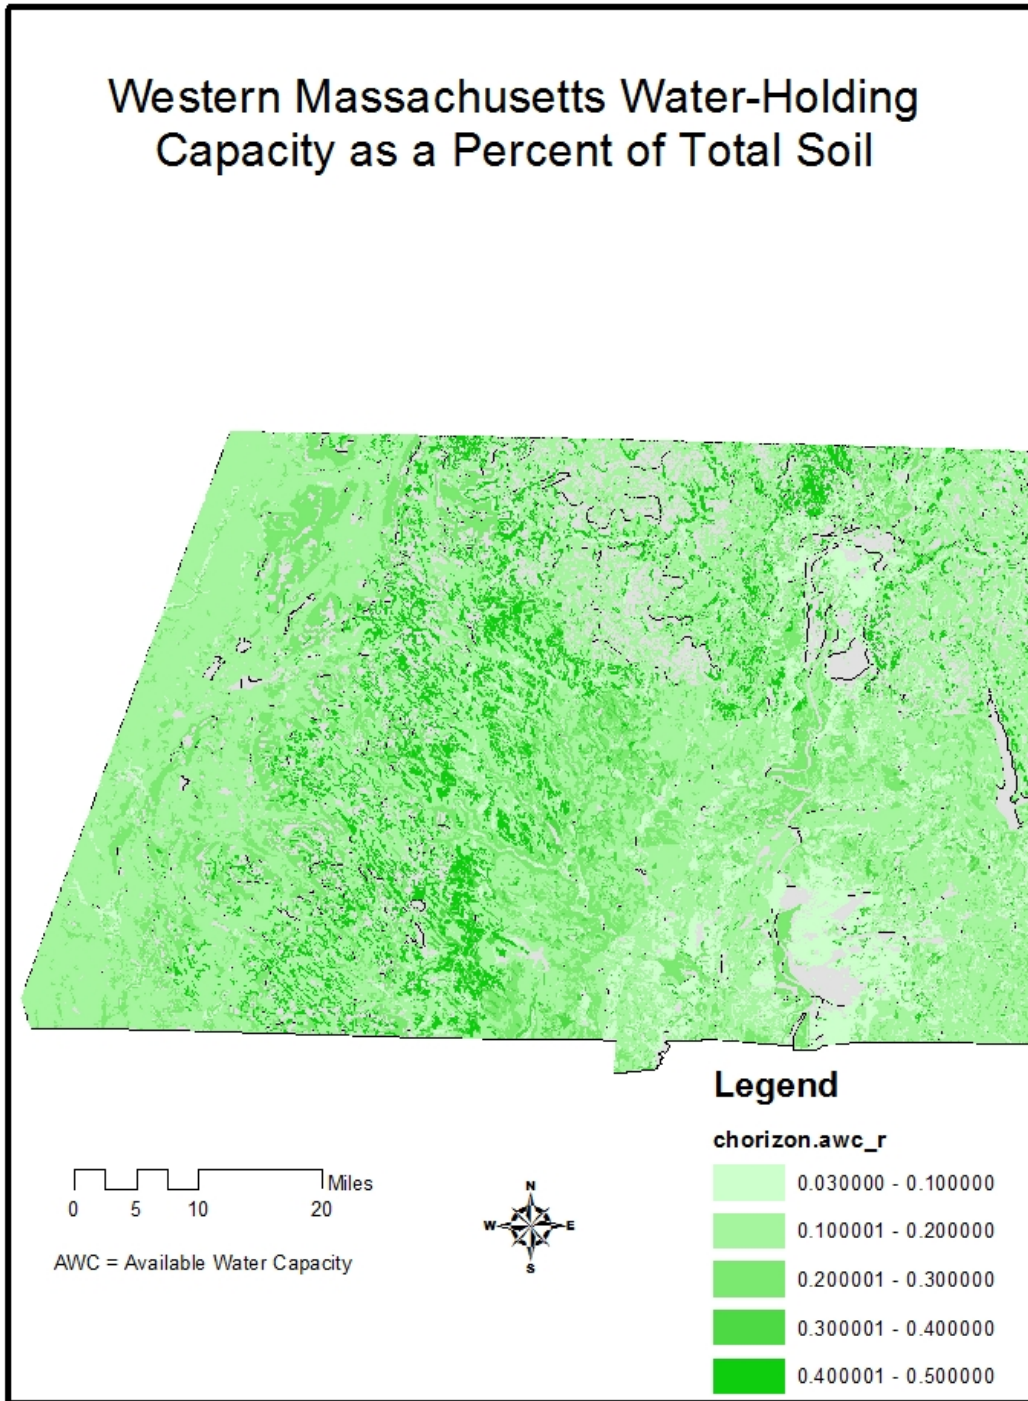 Western Massachusetts Water-Holding
Capacity as a Percent of Total Soil
Legend
chorizon.awc_r
0.030000 - 0.100000
0.100001 - 0.200000
0.200001 - 0.300000
0.300001 - 0.400000
0.400001 - 0.500000
Miles
0 5 10 20
AWC = Available Water Capacity
N
W E
S